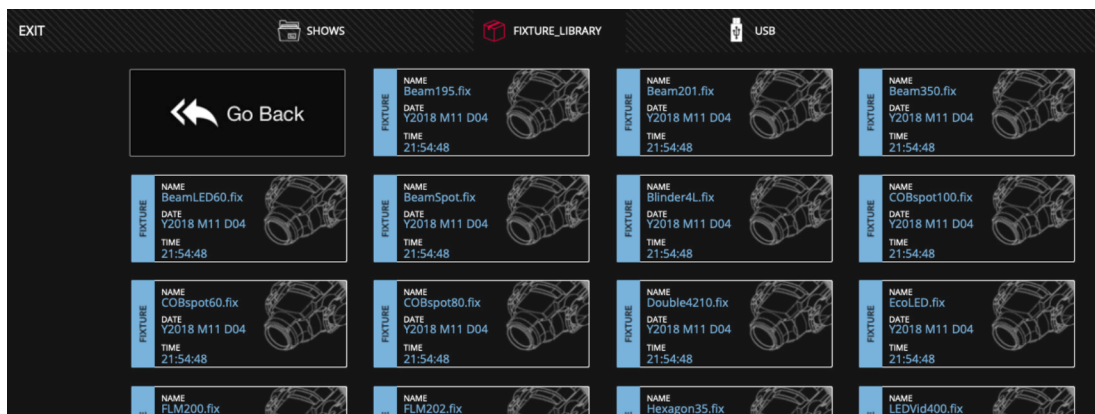 EXIT
SHOWS
FIXTURE_LIBRARY
USB
Go Back
FIXTURE
NAME
Beam195.fix
DATE
Y2018 M11 D04
TIME
21:54:48
FIXTURE
NAME
Beam201.fix
DATE
Y2018 M11 D04
TIME
21:54:48
FIXTURE
NAME
Beam350.fix
DATE
Y2018 M11 D04
TIME
21:54:48
FIXTURE
NAME
BeamLED60.fix
DATE
Y2018 M11 D04
TIME
21:54:48
FIXTURE
NAME
BeamSpot.fix
DATE
Y2018 M11 D04
TIME
21:54:48
FIXTURE
NAME
Blinder4L.fix
DATE
Y2018 M11 D04
TIME
21:54:48
FIXTURE
NAME
COBspot100.fix
DATE
Y2018 M11 D04
TIME
21:54:48
FIXTURE
NAME
COBspot60.fix
DATE
Y2018 M11 D04
TIME
21:54:48
FIXTURE
NAME
COBspot80.fix
DATE
Y2018 M11 D04
TIME
21:54:48
FIXTURE
NAME
Double4210.fix
DATE
Y2018 M11 D04
TIME
21:54:48
FIXTURE
NAME
EcoLED.fix
DATE
Y2018 M11 D04
TIME
21:54:48
NAME
FLM200.fix
NAME
FLM202.fix
NAME
Hexagon35.fix
NAME
LEDVid400.fix